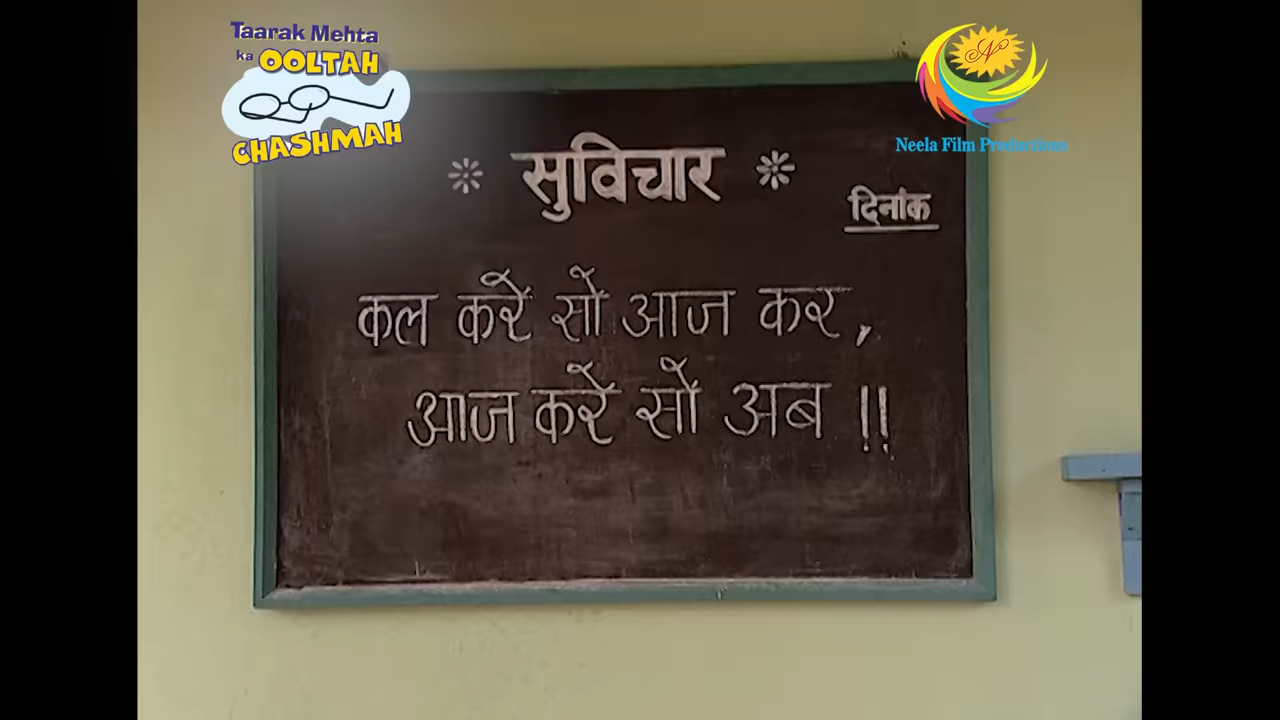 Taarak Mehta
ka OOLTAH
CHASHMAH
Neela Film Productions
सुविचार
दिनांक
कल करे सो आज कर,
आज करे सो अब !!